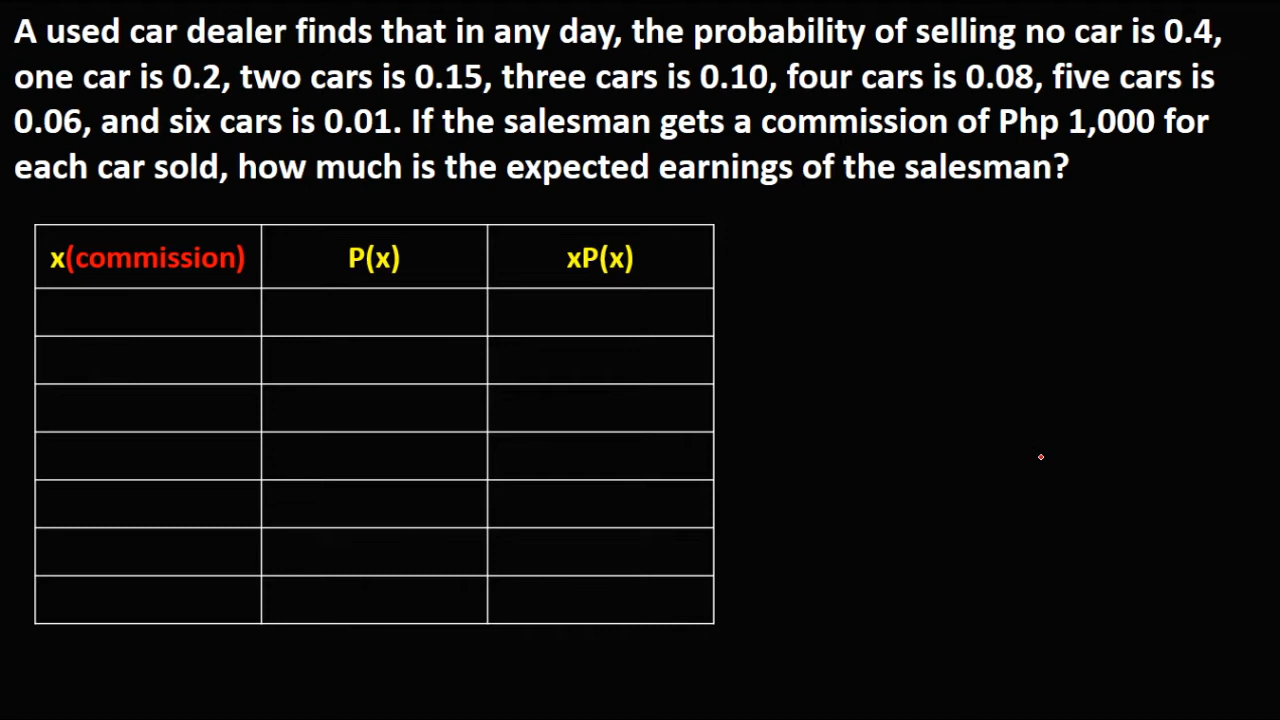 A used car dealer finds that in any day, the probability of selling no car is 0.4,
one car is 0.2, two cars is 0.15, three cars is 0.10, four cars is 0.08, five cars is
0.06, and six cars is 0.01. If the salesman gets a commission of Php 1,000 for
each car sold, how much is the expected earnings of the salesman?
x(commission) P(x) xP(x)